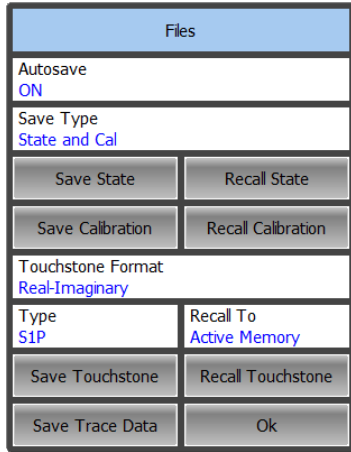 Files
Autosave
ON
Save Type
State and Cal
Save State
Recall State
Save Calibration
Recall Calibration
Touchstone Format
Real-Imaginary
Type
S1P
Recall To
Active Memory
Save Touchstone
Recall Touchstone
Save Trace Data
Ok